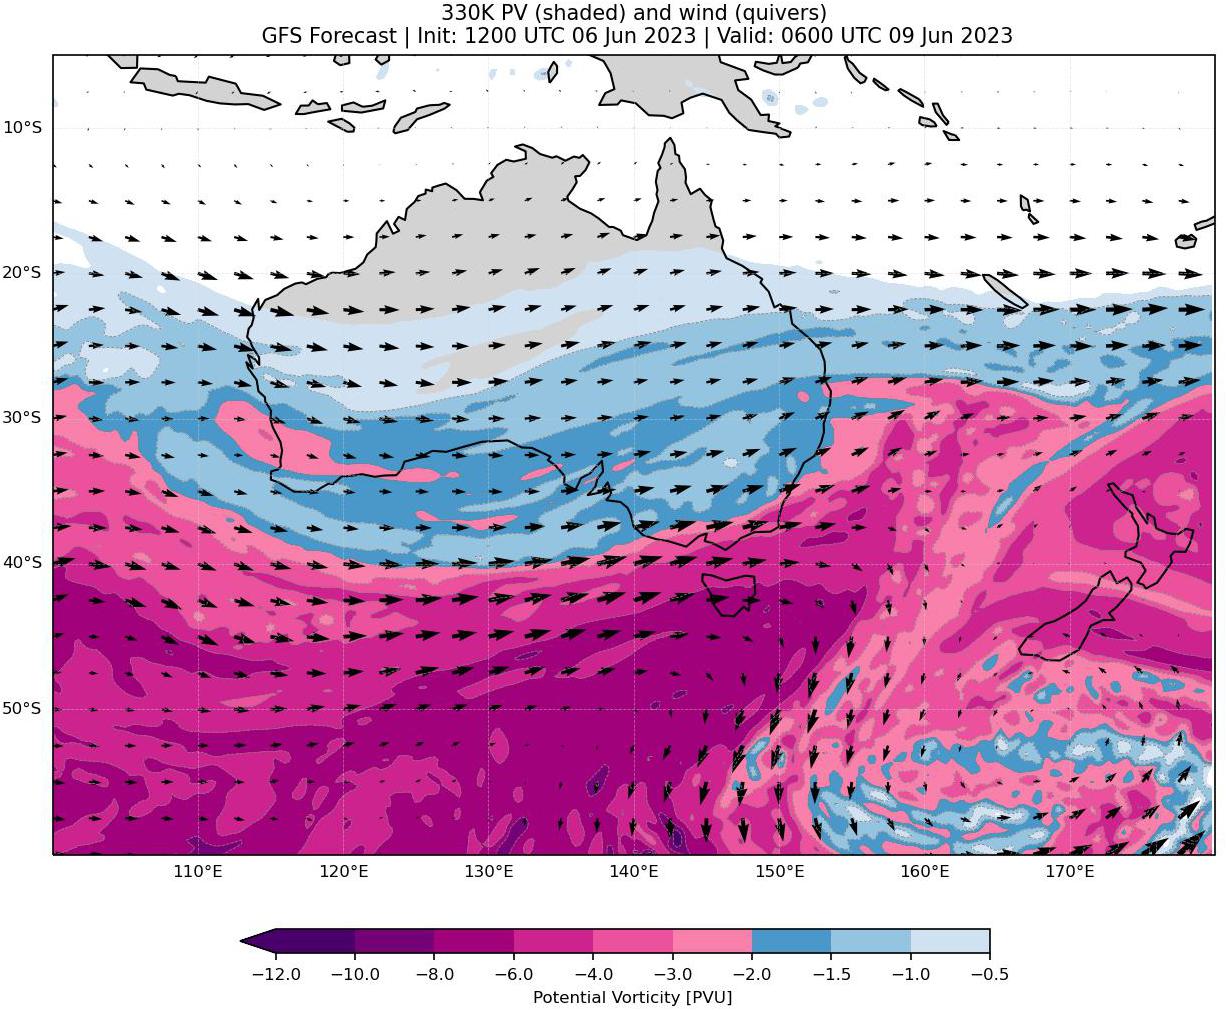 330K PV (shaded) and wind (quivers)
GFS Forecast | Init: 1200 UTC 06 Jun 2023 | Valid: 0600 UTC 09 Jun 2023
10°S
20°S
30°S
40°S
50°S
110°E 120°E 130°E 140°E 150°E 160°E 170°E
−12.0 −10.0 −8.0 −6.0 −4.0 −3.0 −2.0 −1.5 −1.0 −0.5
Potential Vorticity [PVU]